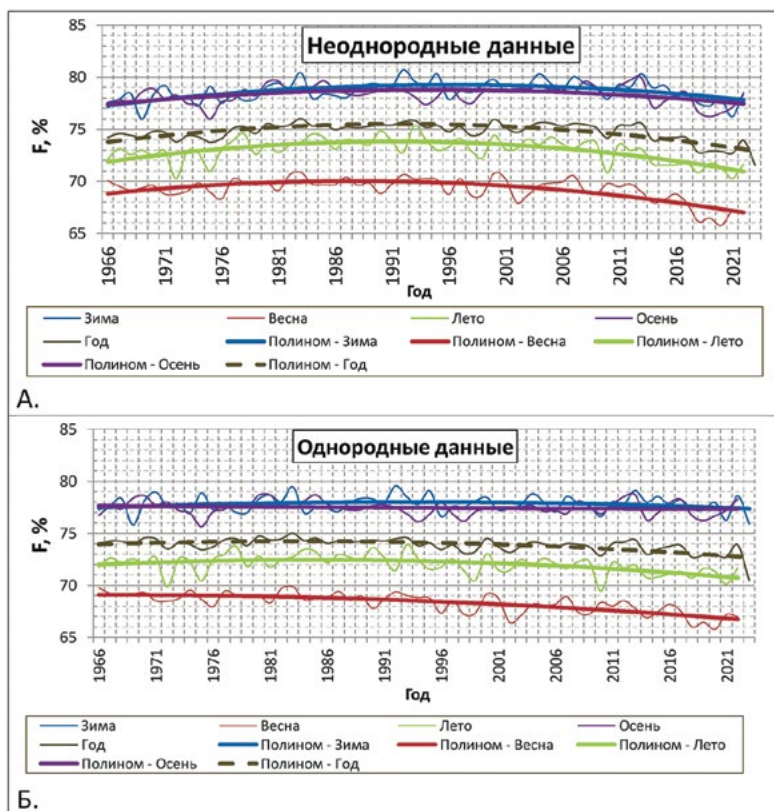 Неоднородные данные
F, %
85
80
75
70
65
1966 1971 1976 1981 1986 1991 1996 2001 2006 2011 2016 2021
Год
Зима Весна Лето Осень
Год Полином - Зима Полином - Весна Полином - Лето
Полином - Осень Полином - Год
А.
Однородные данные
F, %
85
80
75
70
65
1966 1971 1976 1981 1986 1991 1996 2001 2006 2011 2016 2021
Год
Зима Весна Лето Осень
Год Полином - Зима Полином - Весна Полином - Лето
Полином - Осень Полином - Год
Б.